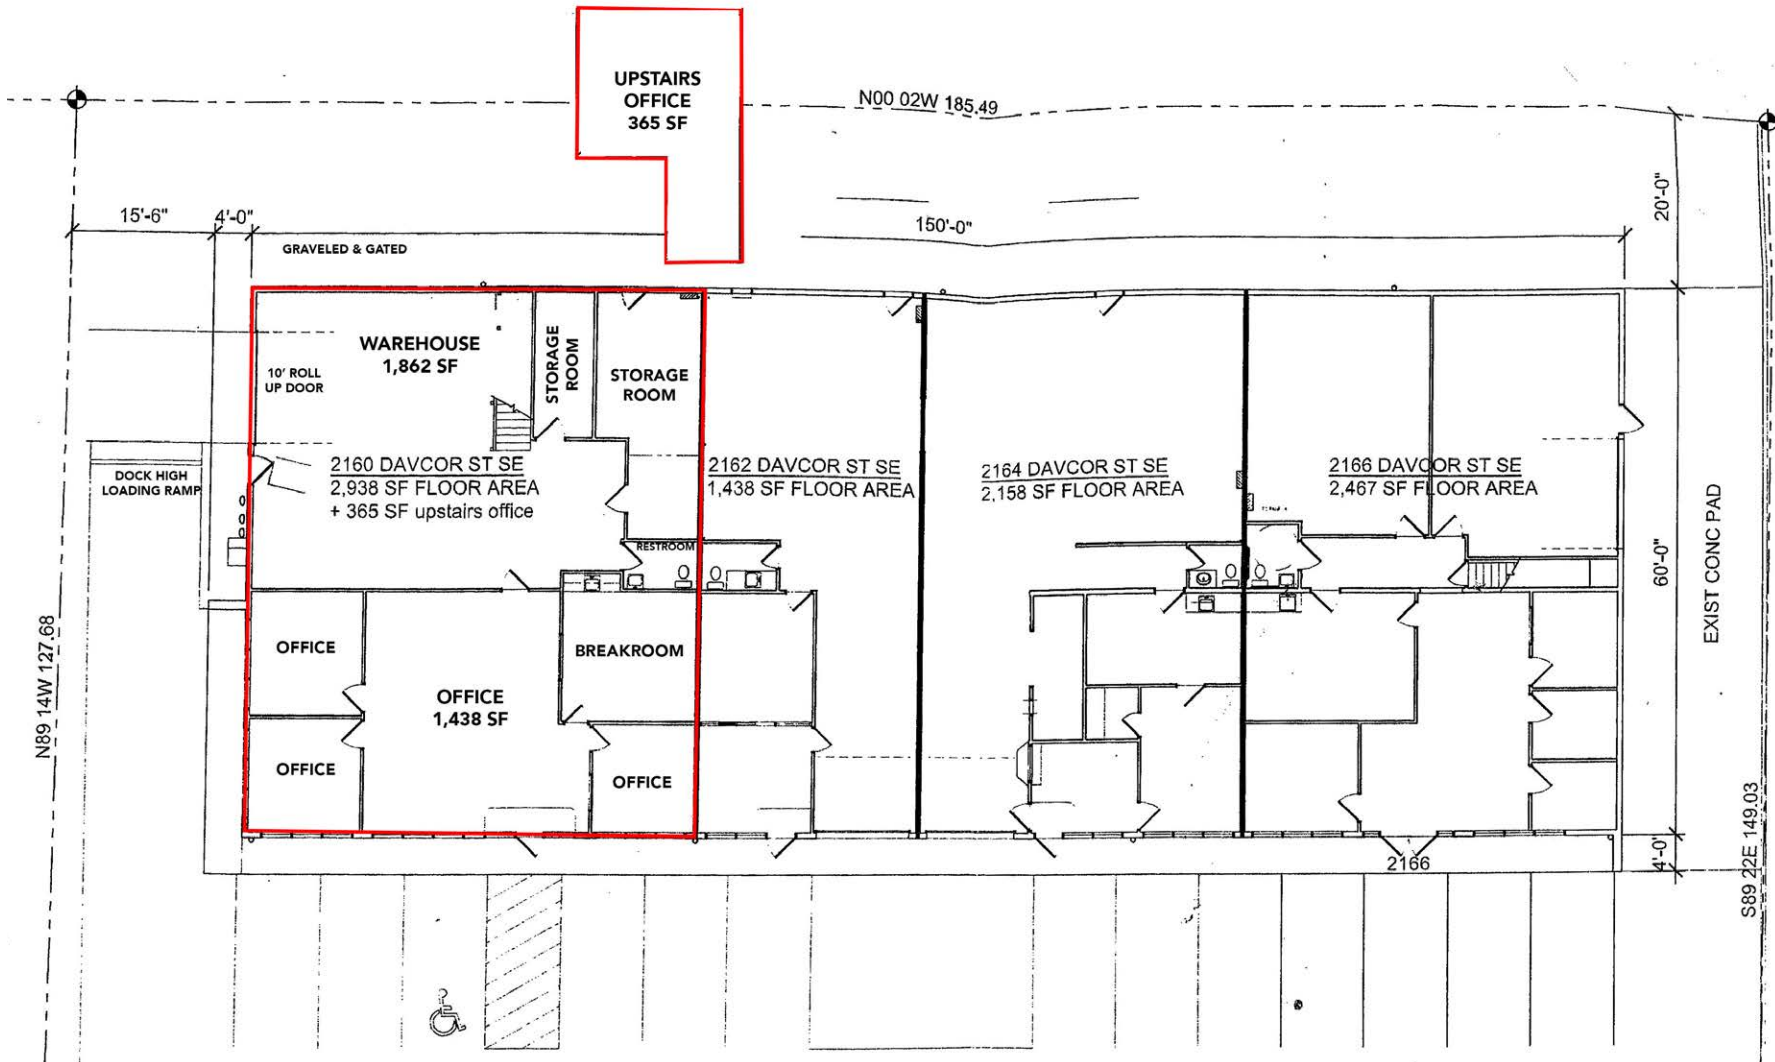 UPSTAIRS
OFFICE
365 SF
N00 02W 185.49
15'-6"
4'-0"
150'-0"
20'-0"
GRAVELED & GATED
WAREHOUSE
1,862 SF
10' ROLL
UP DOOR
STORAGE
ROOM
STORAGE
ROOM
DOCK HIGH
LOADING RAMP
2160 DAVCOR ST SE
2,938 SF FLOOR AREA
+ 365 SF upstairs office
2162 DAVCOR ST SE
1,438 SF FLOOR AREA
2164 DAVCOR ST SE
2,158 SF FLOOR AREA
2166 DAVCOR ST SE
2,467 SF FLOOR AREA
RESTROOM
60'-0"
EXIST CONC PAD
N89 14W 127.68
OFFICE
BREAKROOM
OFFICE
1,438 SF
OFFICE
OFFICE
2166
4'-0"
S89 22E 149.03